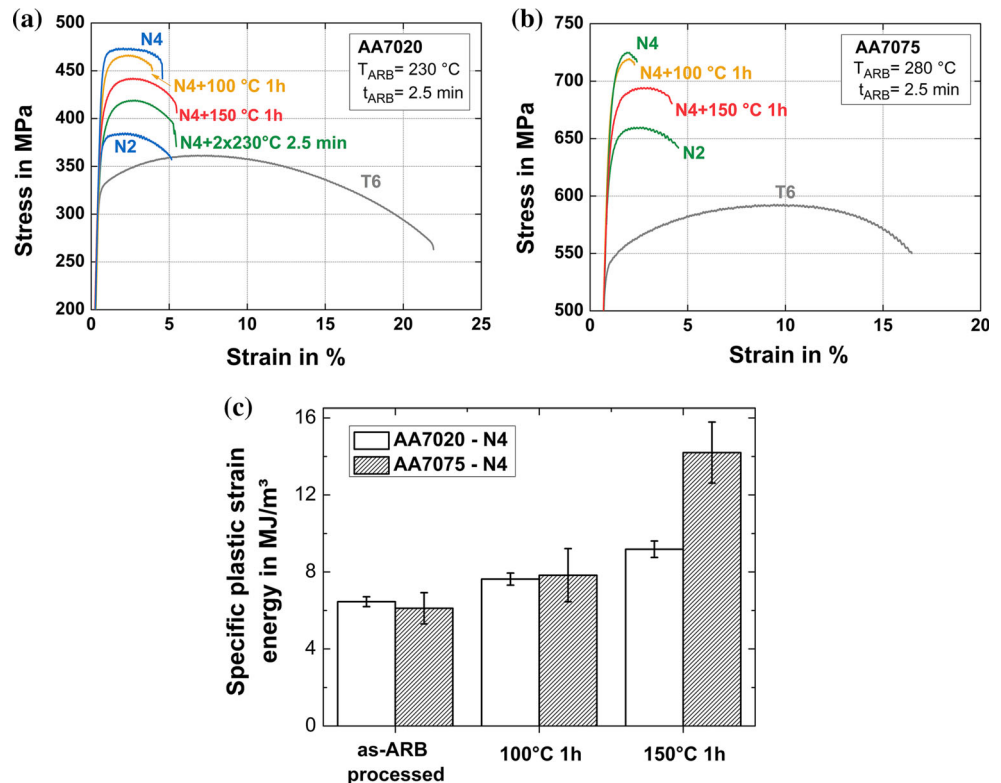 (a)
500
450
400
350
300
250
200
Stress in MPa
0
5
10
15
20
25
Strain in %
N4
N4+100 °C 1h
N4+150 °C 1h
N4+2x230°C 2.5 min
N2
T6
AA7020
T_ARB= 230 °C
t_ARB= 2.5 min
(b)
750
700
650
600
550
500
Stress in MPa
0
5
10
15
20
Strain in %
N4
N4+100 °C 1h
N4+150 °C 1h
N2
T6
AA7075
T_ARB= 280 °C
t_ARB= 2.5 min
(c)
16
12
8
4
0
Specific plastic strain
energy in MJ/m³
AA7020 - N4
AA7075 - N4
as-ARB
processed
100°C 1h
150°C 1h